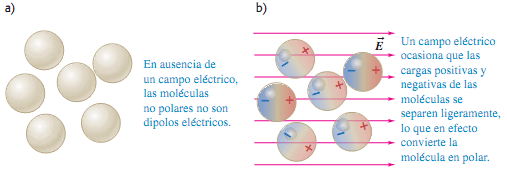 a)
En ausencia de
un campo eléctrico,
las moléculas
no polares no son
dipolos eléctricos.
b)
E
Un campo eléctrico
ocasiona que las
cargas positivas y
negativas de las
moléculas se
separen ligeramente,
lo que en efecto
convierte la
molécula en polar.
− +
− +
− +
− +
− +
− +